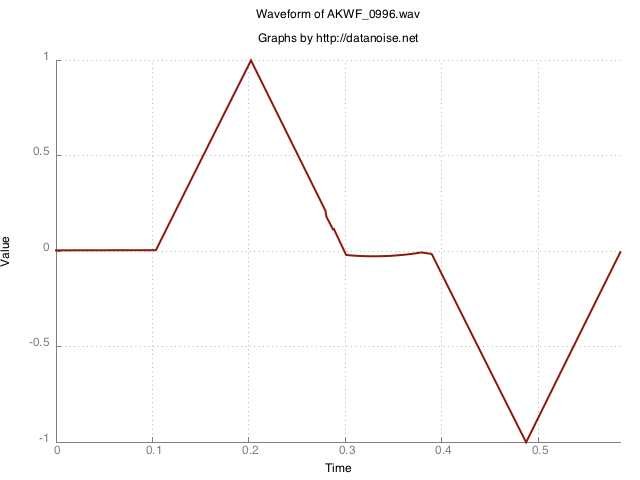 Waveform of AKWF_0996.wav
Graphs by http://datanoise.net
1
0.5
0
-0.5
-1
Value
0 0.1 0.2 0.3 0.4 0.5
Time